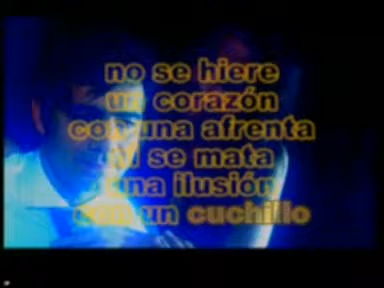 no se hiere
un corazón
con una afrenta
ni se mata
una ilusión
con un cuchillo